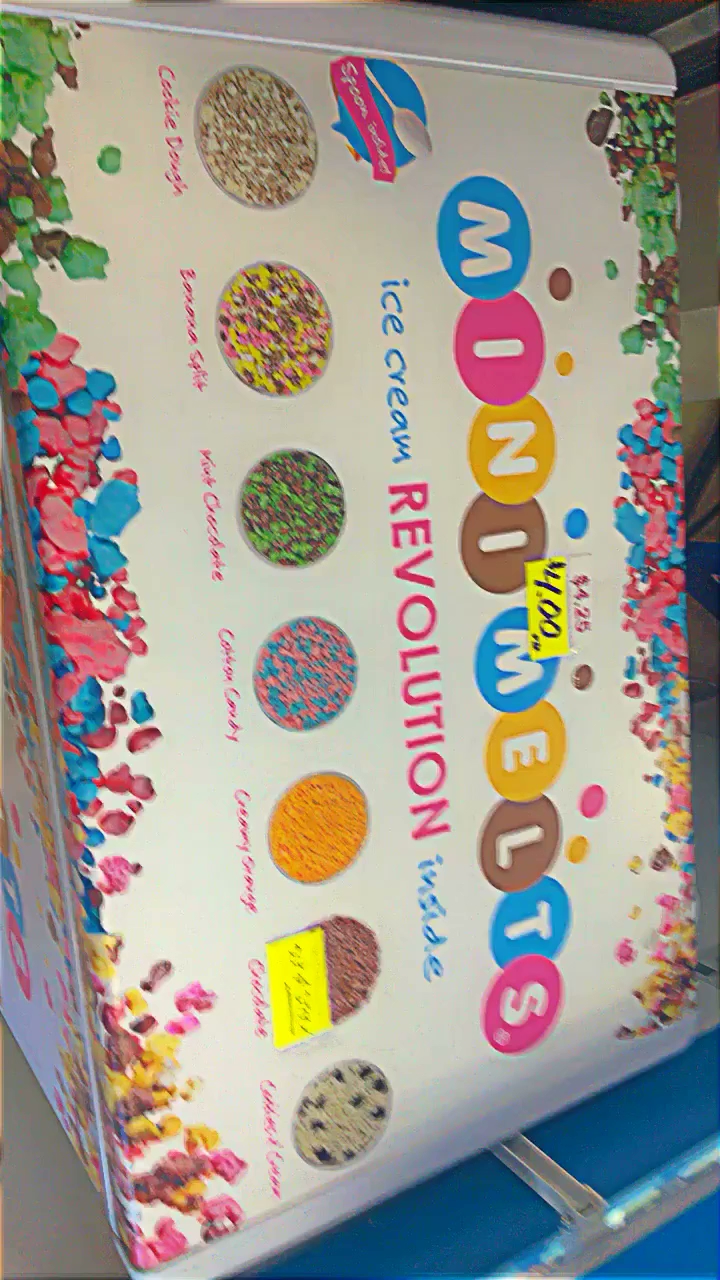 Spoon included
MINI MELTS
$4.25
4.00
ice cream REVOLUTION inside
Cookie Dough
Banana Split
Mint Chocolate
Cotton Candy
Creamy Orange
Chocolate
Cookies & Cream